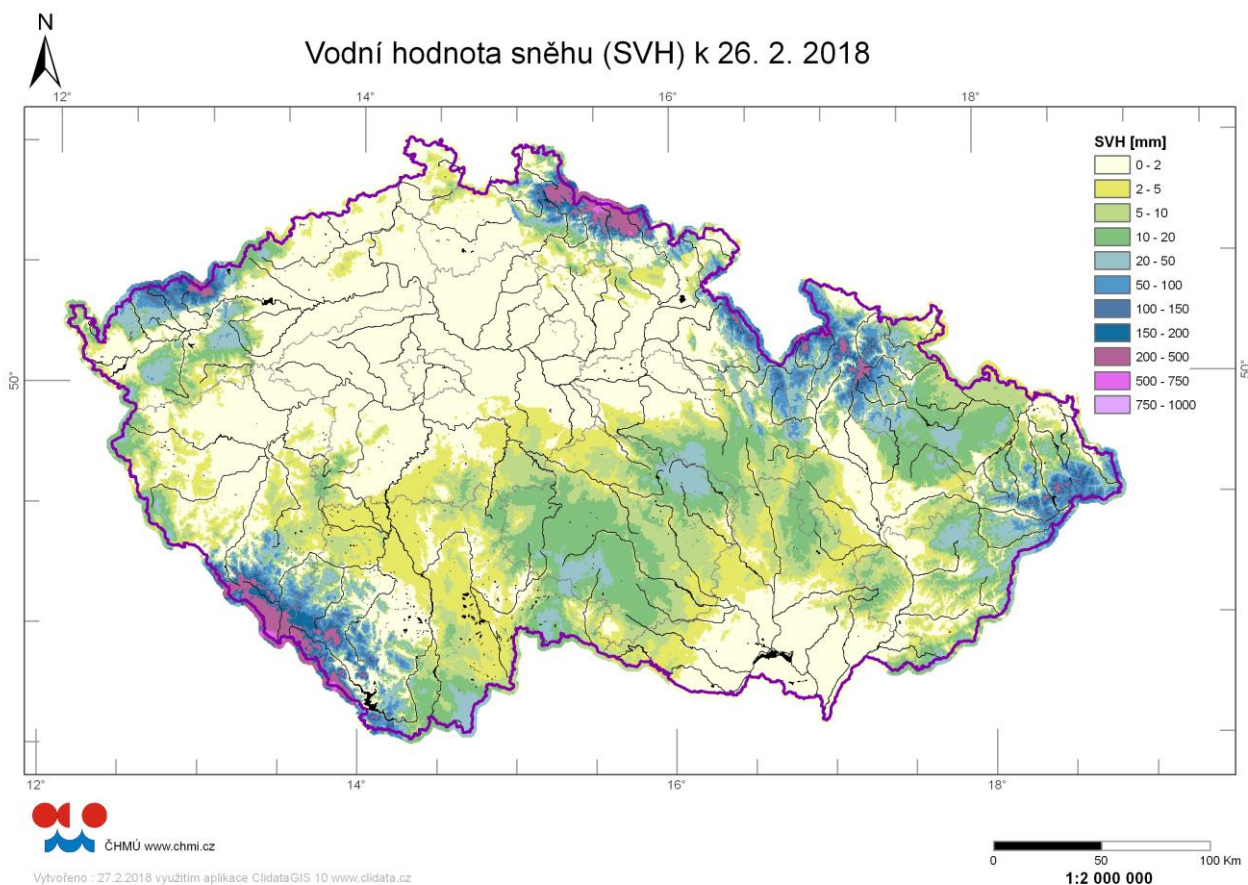 N
Vodní hodnota sněhu (SVH) k 26. 2. 2018
12° 14° 16° 18°
SVH [mm]
0 - 2
2 - 5
5 - 10
10 - 20
20 - 50
50 - 100
100 - 150
150 - 200
200 - 500
500 - 750
750 - 1000
50° 50°
12° 14° 16° 18°
ČHMÚ www.chmi.cz
0 50 100 Km
1:2 000 000
Vytvořeno : 27.2.2018 využitím aplikace ClidataGIS 10 www.clidata.cz